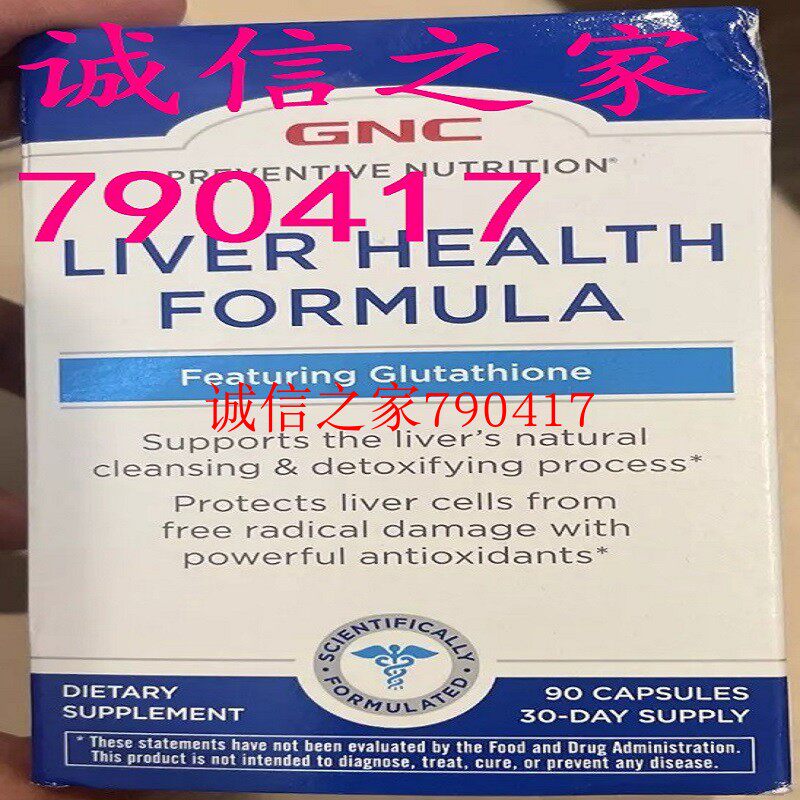 诚信之家
GNC
PREVENTIVE NUTRITION®
790417
LIVER HEALTH
FORMULA
Featuring Glutathione
诚信之家790417
Supports the liver's natural
cleansing & detoxifying process*
Protects liver cells from
free radical damage with
powerful antioxidants*
SCIENTIFICALLY
FORMULATED
DIETARY
SUPPLEMENT
90 CAPSULES
30-DAY SUPPLY
* These statements have not been evaluated by the Food and Drug Administration.
This product is not intended to diagnose, treat, cure, or prevent any disease.